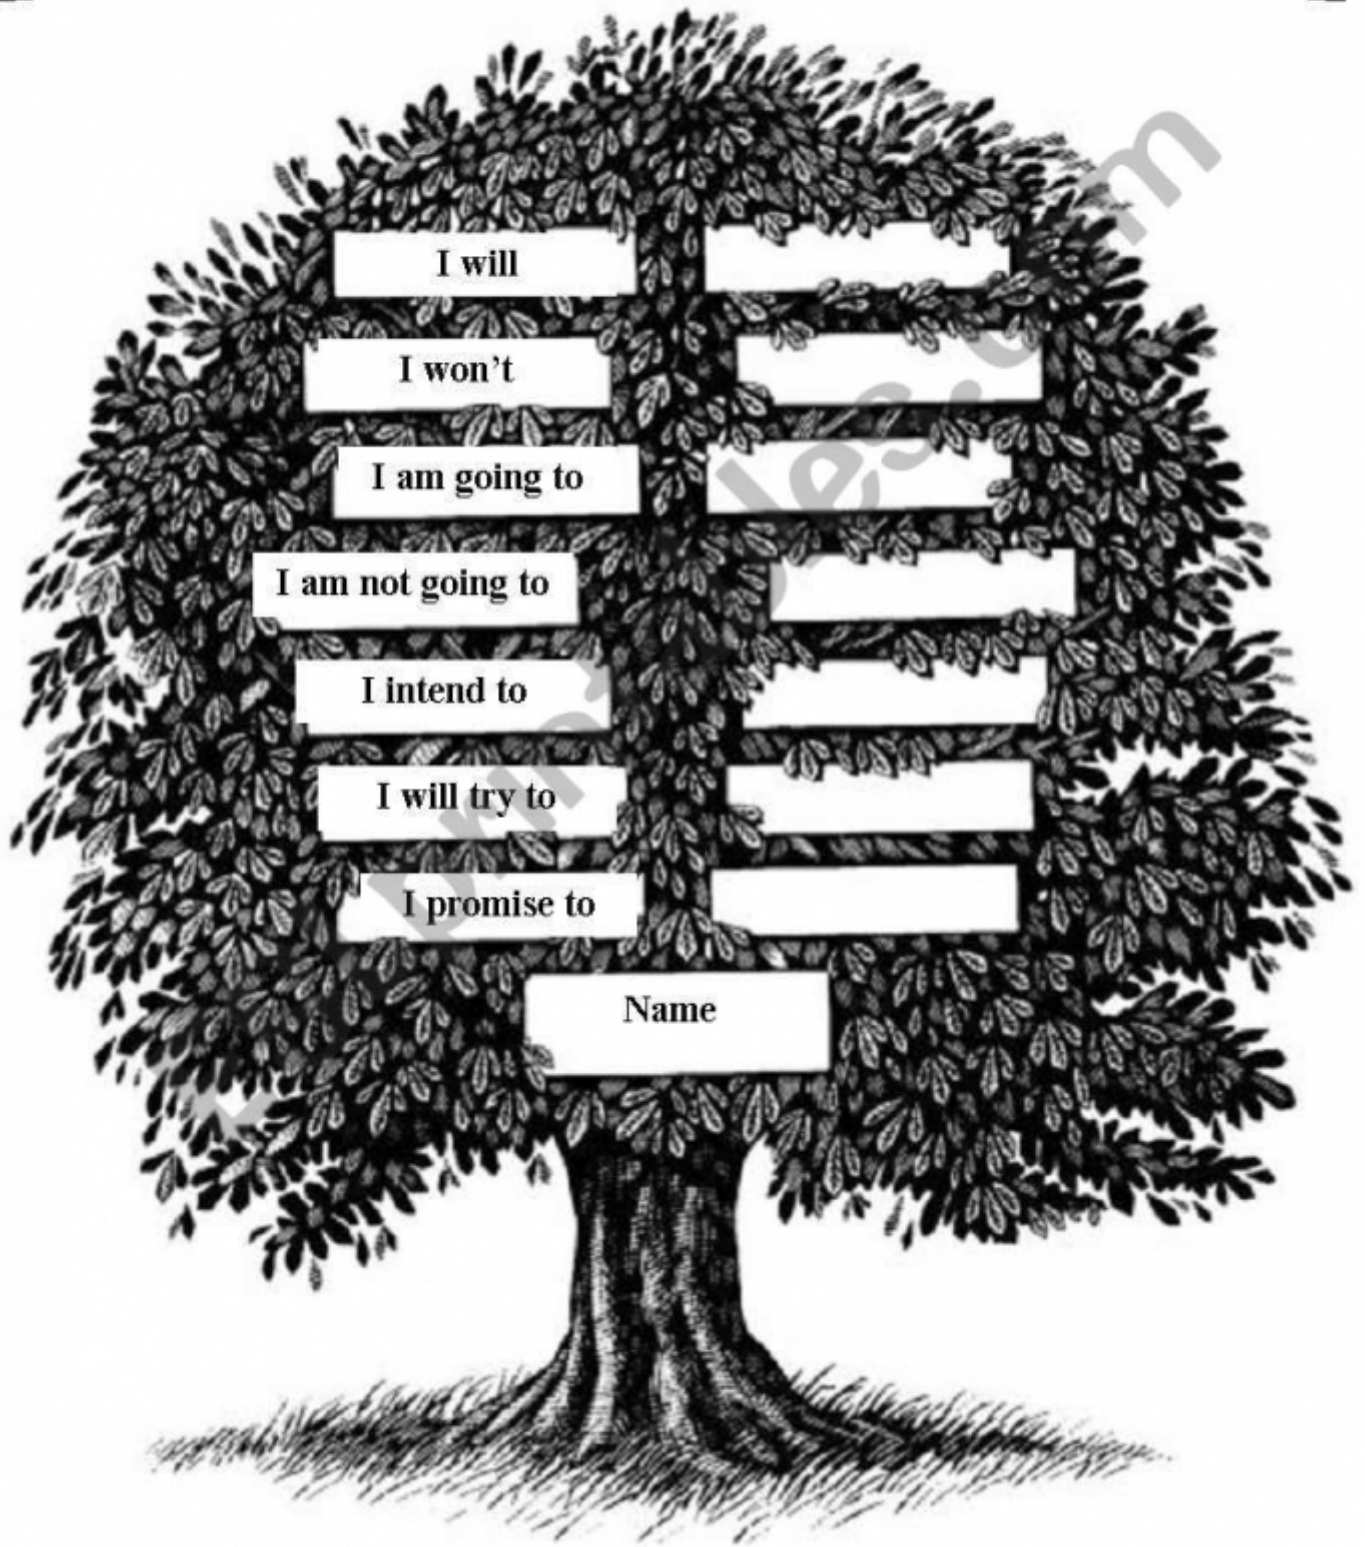 I will
I won't
I am going to
I am not going to
I intend to
I will try to
I promise to
Name